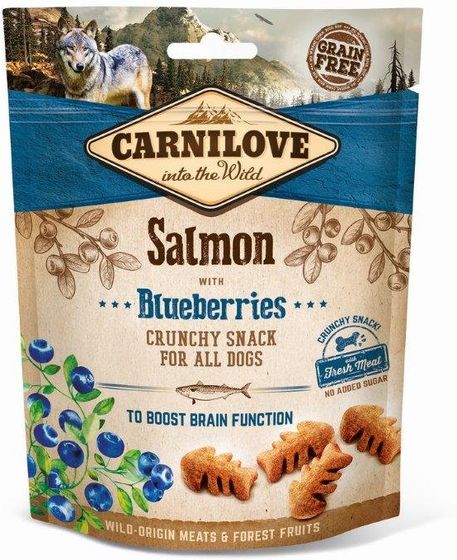 GRAIN
FREE
CARNILOVE
into the Wild
Salmon
WITH
Blueberries
CRUNCHY SNACK
FOR ALL DOGS
CRUNCHY SNACK!
with
Fresh Meat
NO ADDED SUGAR
TO BOOST BRAIN FUNCTION
WILD-ORIGIN MEATS & FOREST FRUITS